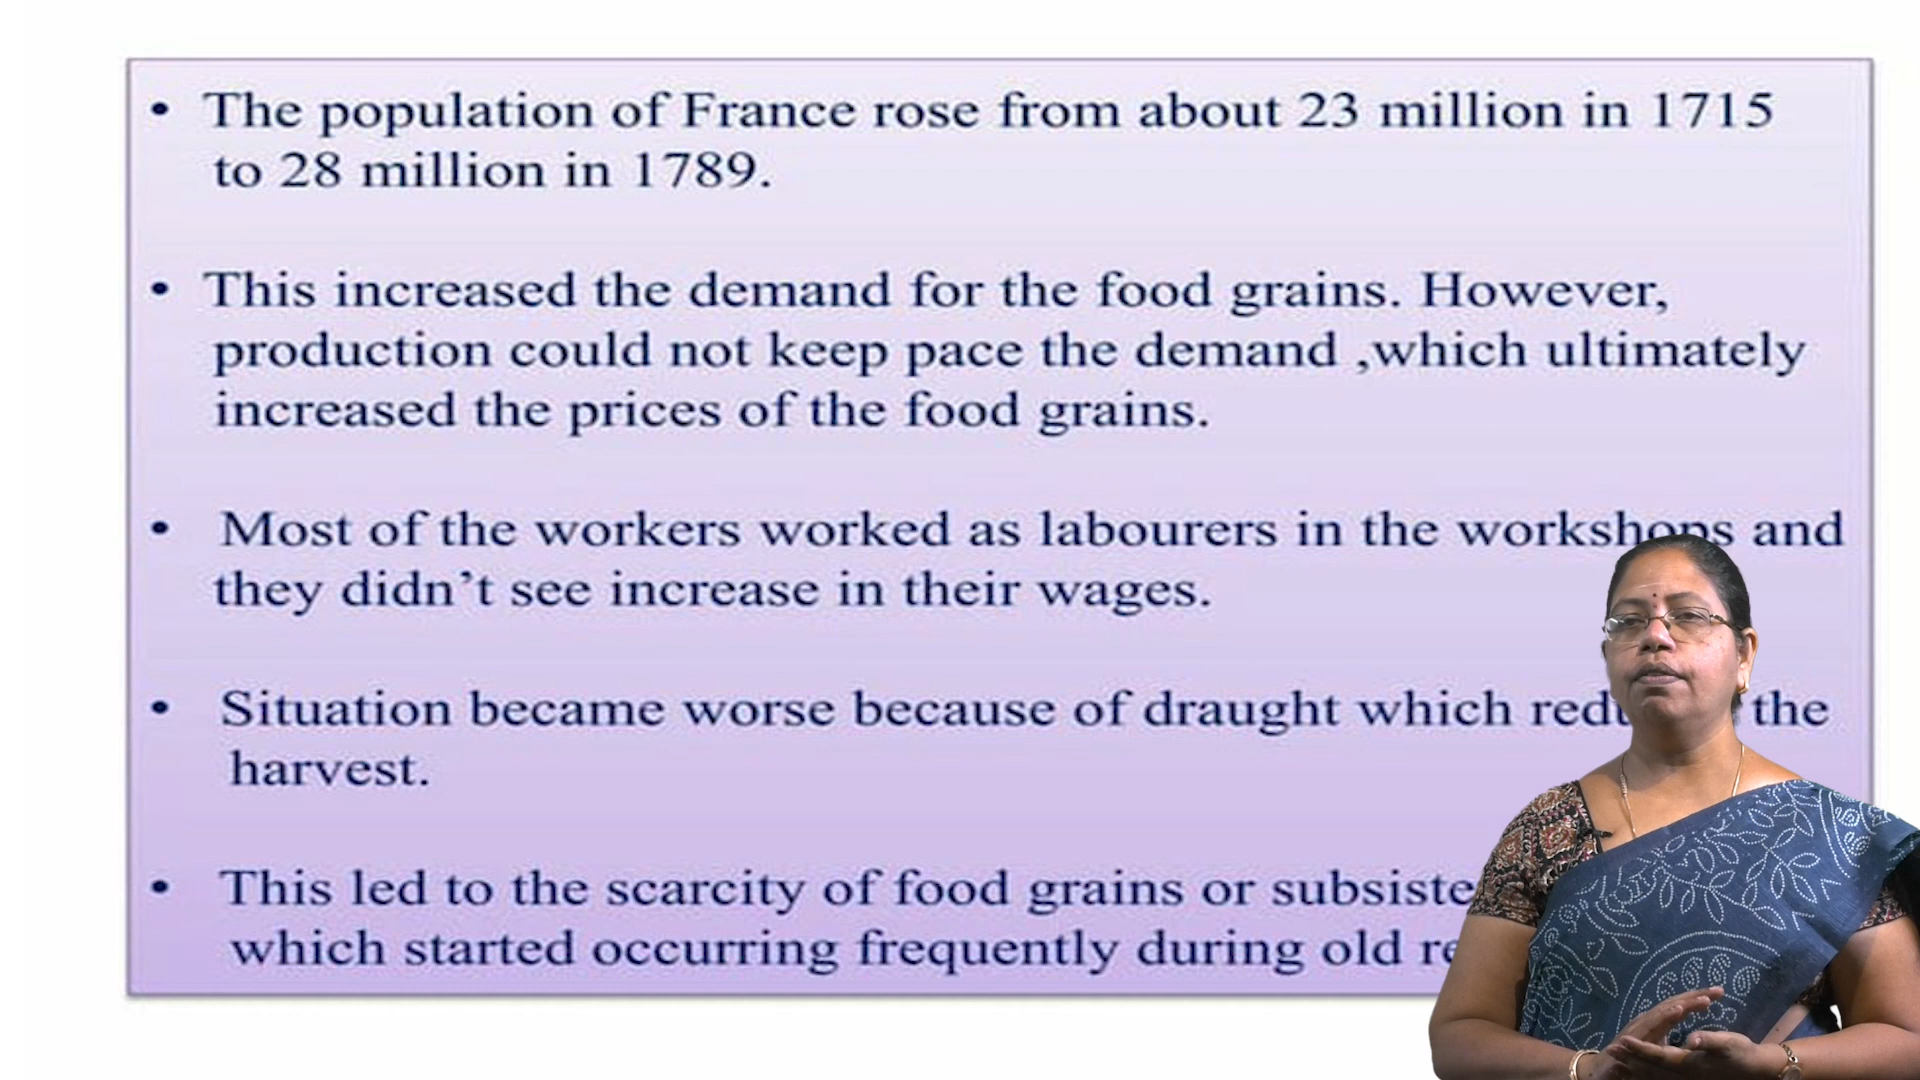 • The population of France rose from about 23 million in 1715
to 28 million in 1789.
• This increased the demand for the food grains. However,
production could not keep pace the demand ,which ultimately
increased the prices of the food grains.
• Most of the workers worked as labourers in the workshops and
they didn’t see increase in their wages.
• Situation became worse because of draught which the
harvest.
• This led to the scarcity of food grains or
which started occurring frequently during old